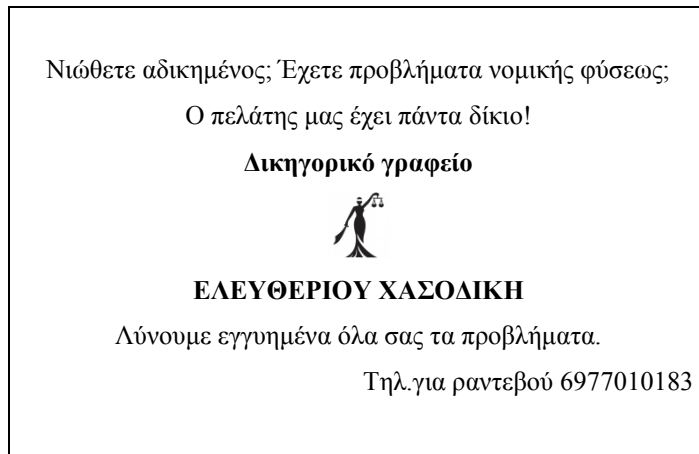 Νιώθετε αδικημένος; Έχετε προβλήματα νομικής φύσεως;
Ο πελάτης μας έχει πάντα δίκιο!
Δικηγορικό γραφείο
ΕΛΕΥΘΕΡΙΟΥ ΧΑΣΟΔΙΚΗ
Λύνουμε εγγυημένα όλα σας τα προβλήματα.
Τηλ.για ραντεβού 6977010183